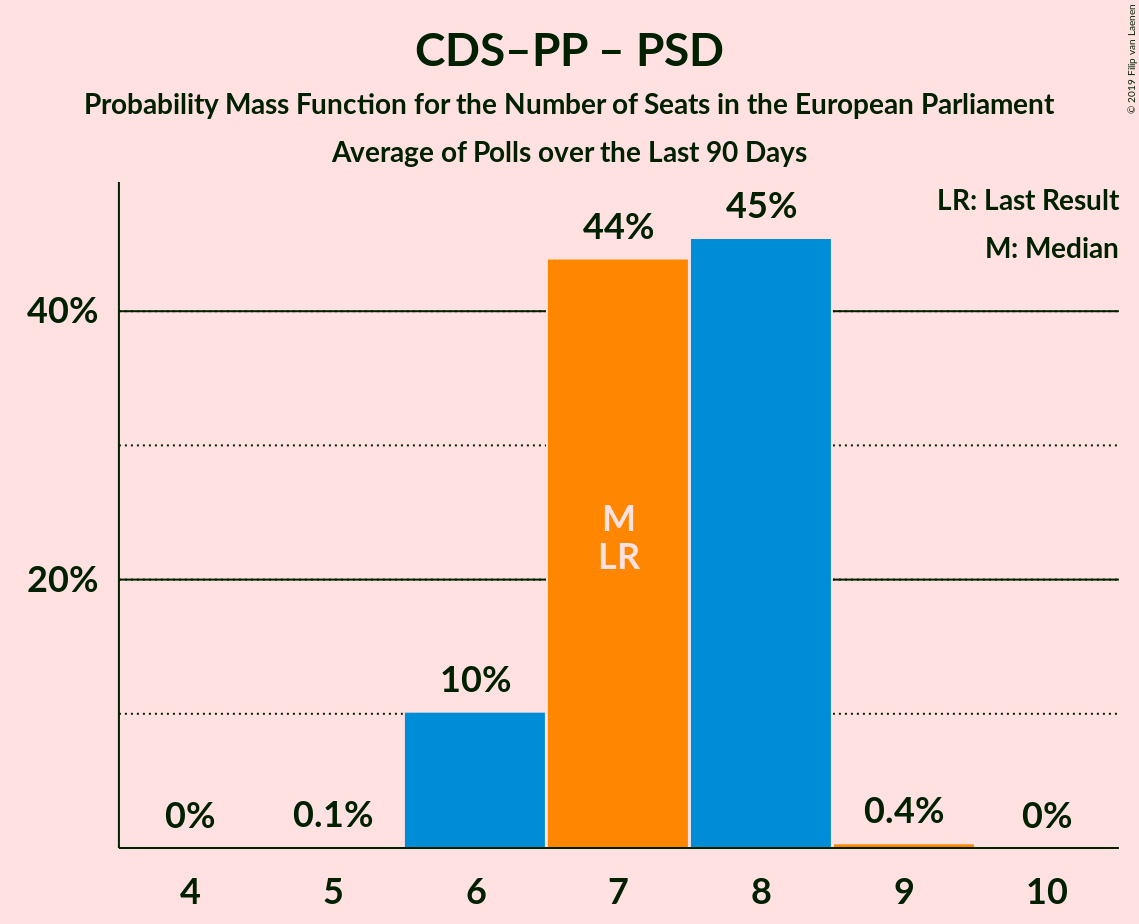 CDS–PP – PSD
Probability Mass Function for the Number of Seats in the European Parliament
Average of Polls over the Last 90 Days
© 2019 Filip van Laenen
LR: Last Result
M: Median
40%
20%
0%
0.1%
10%
44%
45%
0.4%
0%
M
LR
4
5
6
7
8
9
10